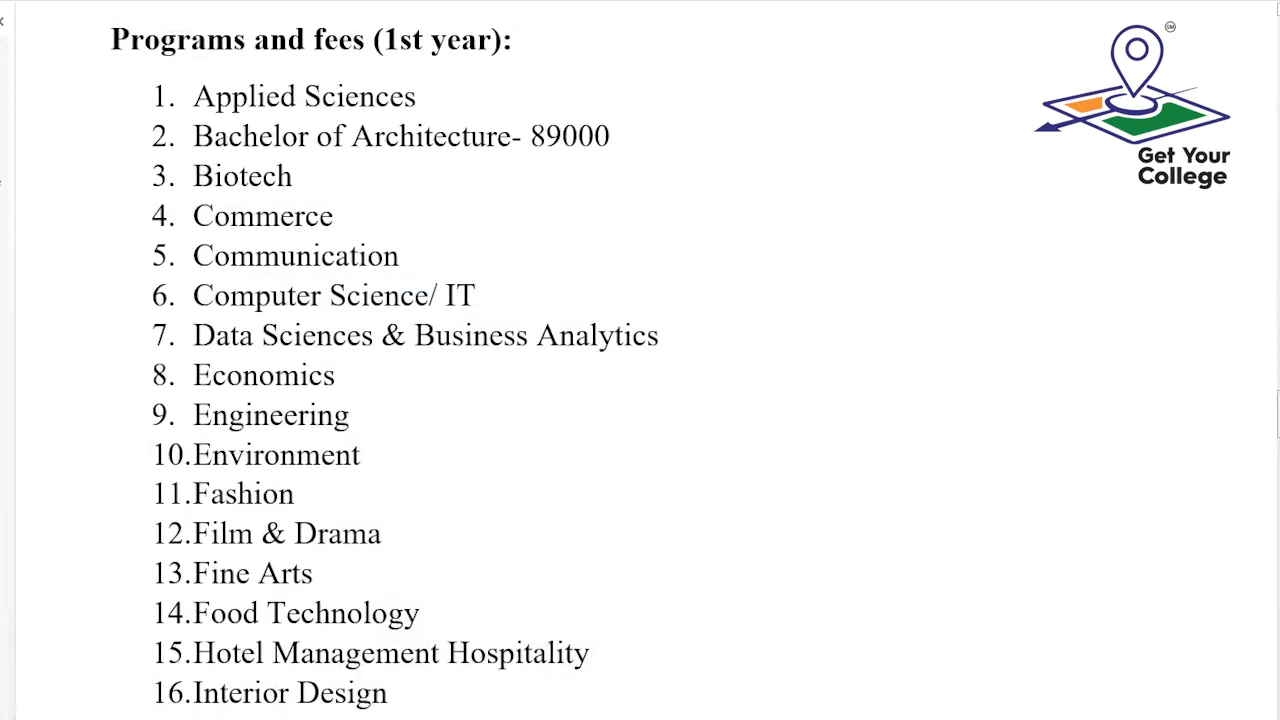 Programs and fees (1st year):
1. Applied Sciences
2. Bachelor of Architecture- 89000
3. Biotech
4. Commerce
5. Communication
6. Computer Science/ IT
7. Data Sciences & Business Analytics
8. Economics
9. Engineering
10.Environment
11.Fashion
12.Film & Drama
13.Fine Arts
14.Food Technology
15.Hotel Management Hospitality
16.Interior Design
SM
Get Your
College